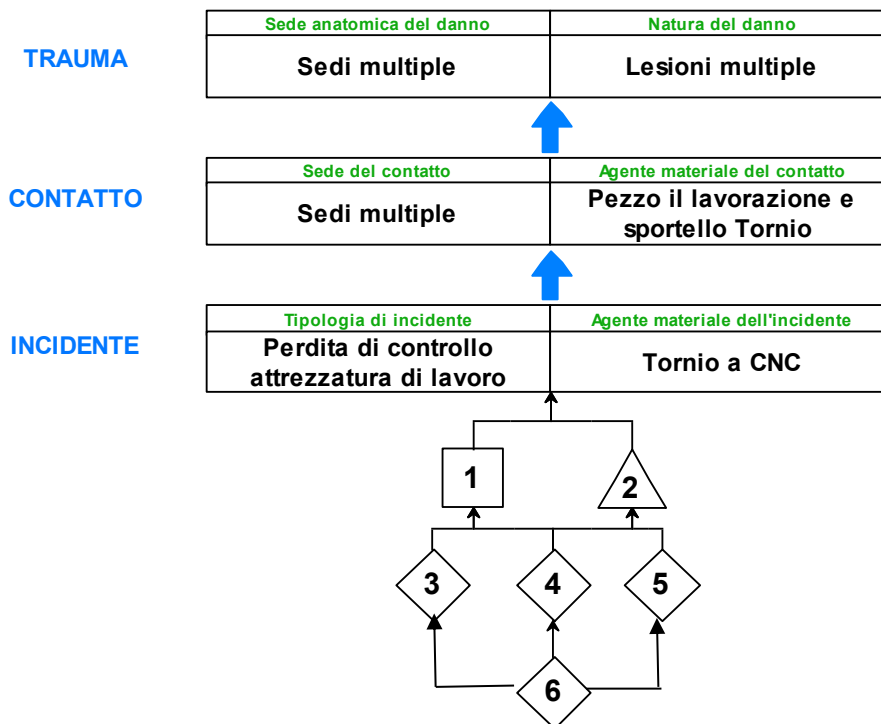 Sede anatomica del danno
Natura del danno
TRAUMA
Sedi multiple
Lesioni multiple
Sede del contatto
Agente materiale del contatto
CONTATTO
Sedi multiple
Pezzo il lavorazione e
sportello Tornio
Tipologia di incidente
Agente materiale dell'incidente
INCIDENTE
Perdita di controllo
attrezzatura di lavoro
Tornio a CNC
1
2
3
4
5
6